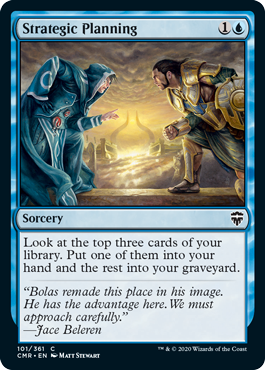 Strategic Planning 1
Sorcery
Look at the top three cards of your
library. Put one of them into your
hand and the rest into your graveyard.
“Bolas remade this place in his image.
He has the advantage here. We must
approach carefully.”
—Jace Beleren
101/361 C
CMR • EN Matt Stewart
™ & © 2020 Wizards of the Coast